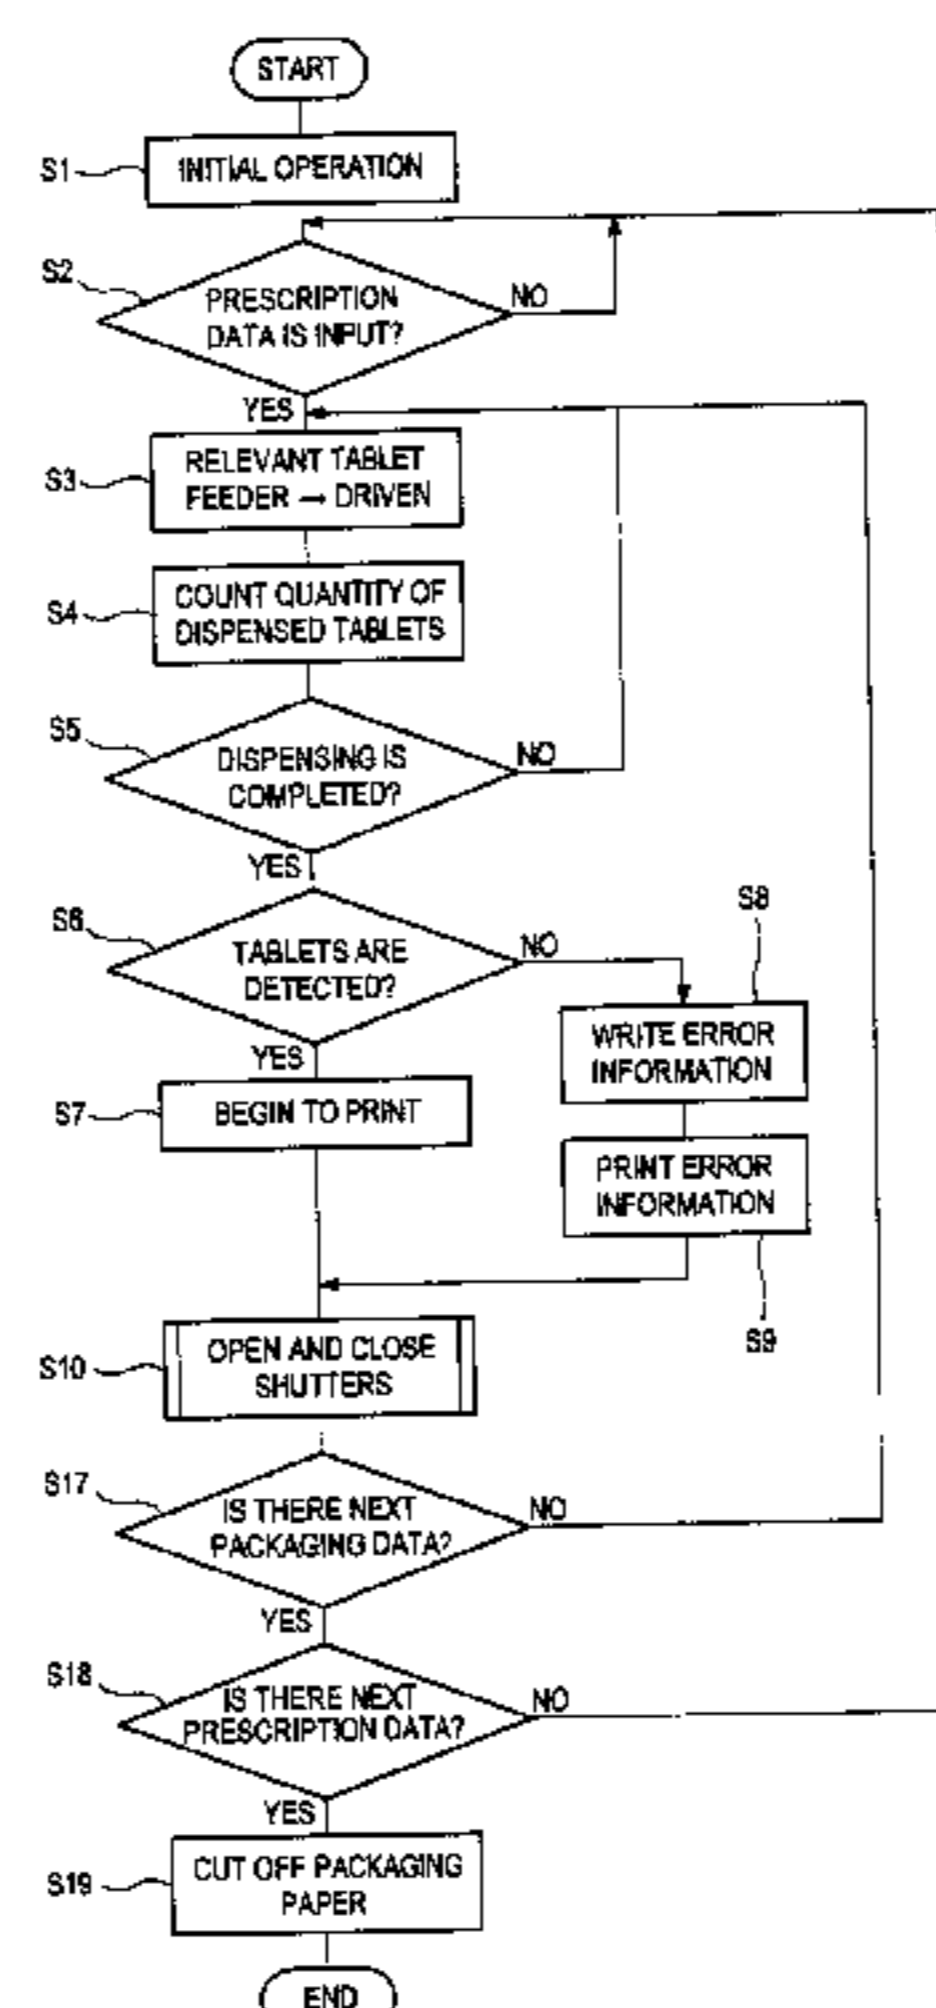 START
S1
INITIAL OPERATION
S2
PRESCRIPTION
DATA IS INPUT?
NO
YES
S3
RELEVANT TABLET
FEEDER → DRIVEN
S4
COUNT QUANTITY OF
DISPENSED TABLETS
S5
DISPENSING IS
COMPLETED?
NO
YES
S6
TABLETS ARE
DETECTED?
NO
YES
S8
WRITE ERROR
INFORMATION
S7
BEGIN TO PRINT
PRINT ERROR
INFORMATION
S9
S10
OPEN AND CLOSE
SHUTTERS
S17
IS THERE NEXT
PACKAGING DATA?
NO
YES
S18
IS THERE NEXT
PRESCRIPTION DATA?
NO
YES
S19
CUT OFF PACKAGING
PAPER
END